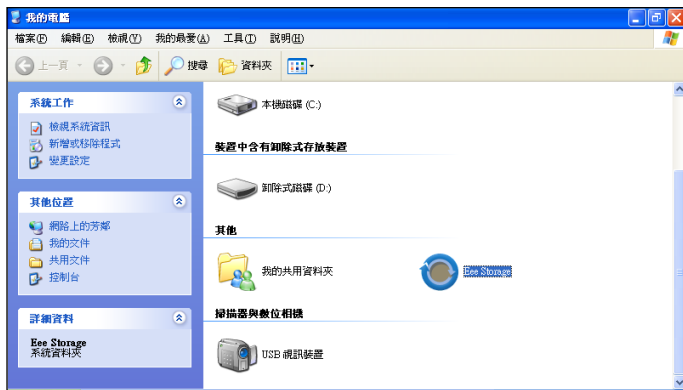 我的電腦
檔案(F) 編輯(E) 檢視(V) 我的最愛(A) 工具(T) 說明(H)
上一頁 搜尋 資料夾
系統工作
檢視系統資訊
新增或移除程式
變更設定
其他位置
網路上的芳鄰
我的文件
共用文件
控制台
詳細資料
Eee Storage
系統資料夾
本機磁碟 (C:)
裝置中含有卸除式存放裝置
卸除式磁碟 (D:)
其他
我的共用資料夾
Eee Storage
掃描器與數位相機
USB 視訊裝置